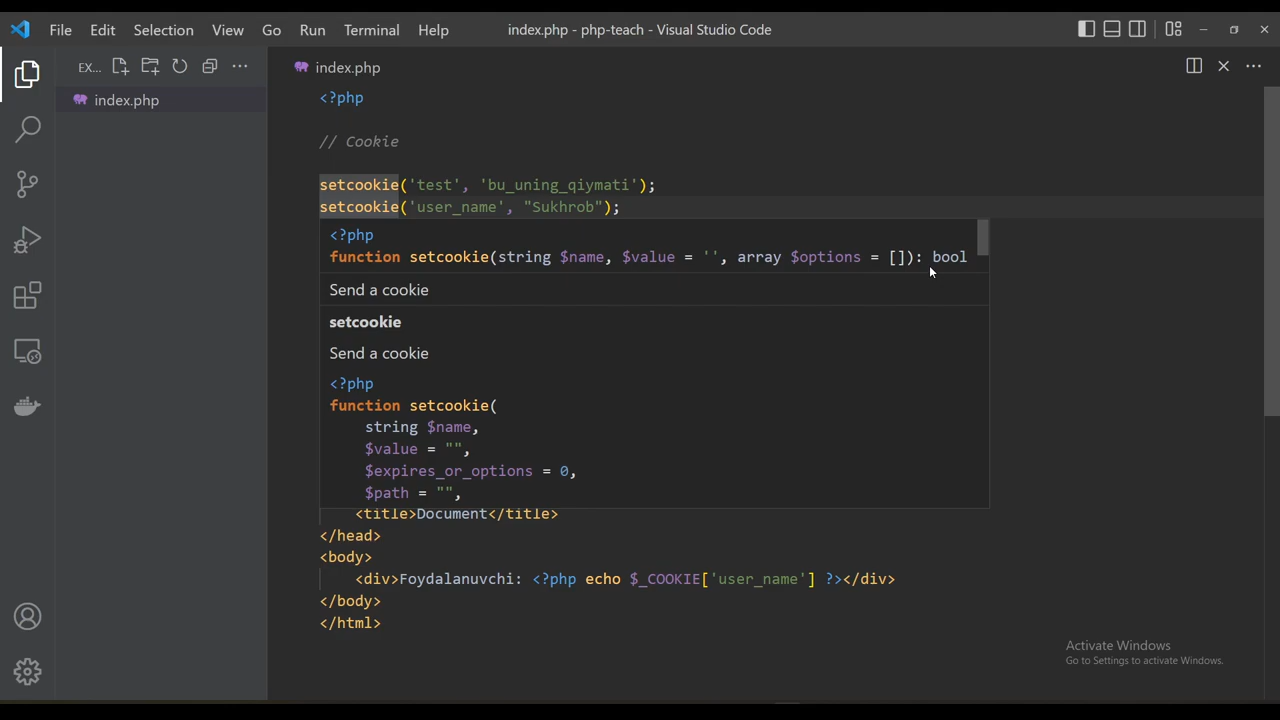 File Edit Selection View Go Run Terminal Help index.php - php-teach - Visual Studio Code
EX...
index.php
index.php
<?php
// Cookie
setcookie('test', 'bu_uning_qiymati');
setcookie('user_name', "Sukhrob");
<?php
function setcookie(string $name, $value = '', array $options = []): bool
Send a cookie
setcookie
Send a cookie
<?php
function setcookie(
string $name,
$value = "",
$expires_or_options = 0,
$path = "",
<title>Document</title>
</head>
<body>
<div>Foydalanuvchi: <?php echo $_COOKIE['user_name'] ?></div>
</body>
</html>
Activate Windows
Go to Settings to activate Windows.